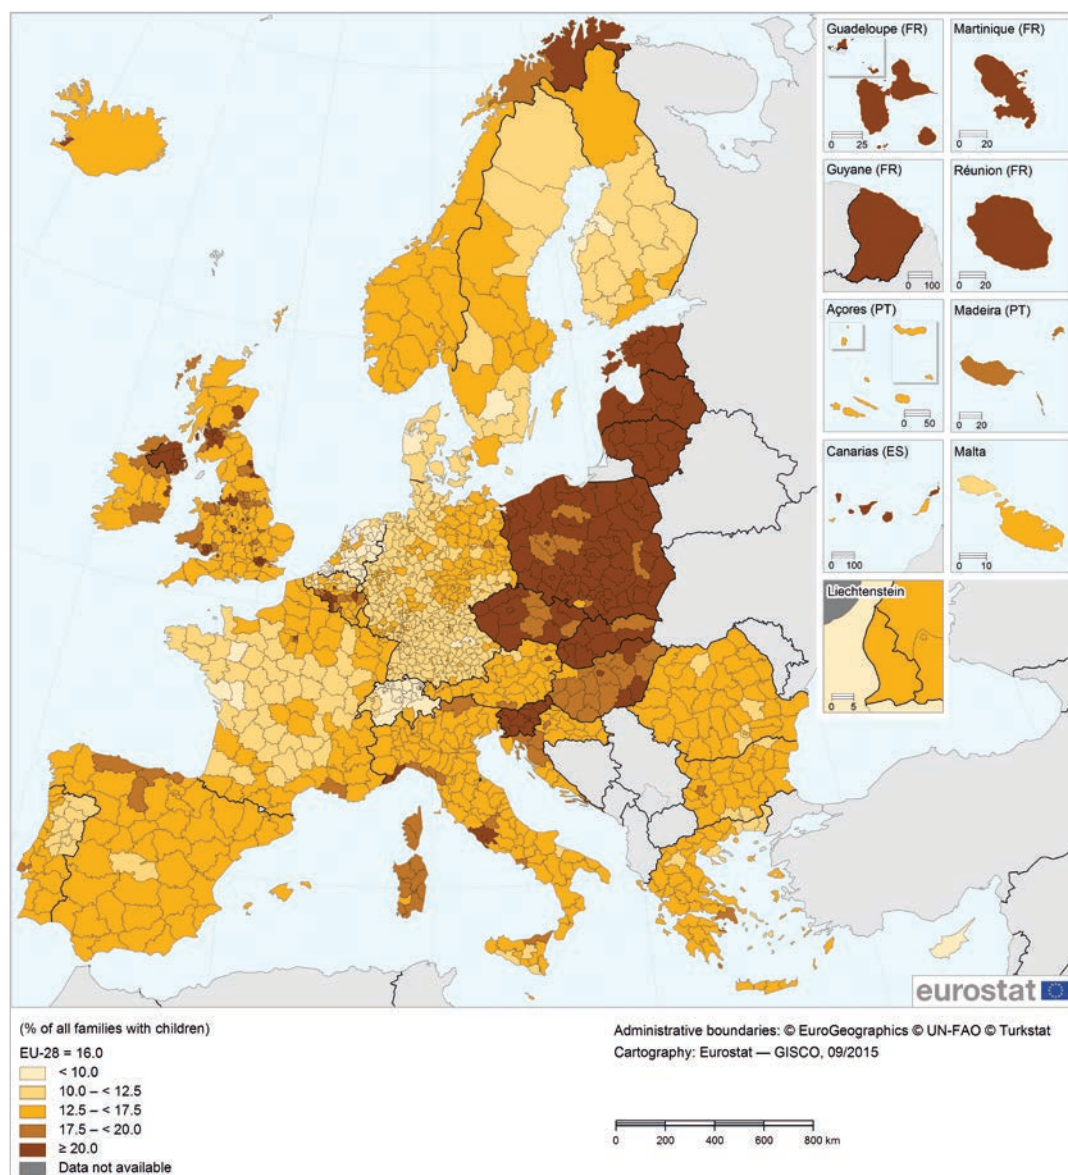 Guadeloupe (FR)
0 25
Martinique (FR)
0 20
Guyane (FR)
0 100
Réunion (FR)
0 20
Açores (PT)
0 50
Madeira (PT)
0 20
Canarias (ES)
0 100
Malta
0 10
Liechtenstein
0 5
eurostat
(% of all families with children)
EU-28 = 16.0
< 10.0
10.0 – < 12.5
12.5 – < 17.5
17.5 – < 20.0
≥ 20.0
Data not available
Administrative boundaries: © EuroGeographics © UN-FAO © Turkstat
Cartography: Eurostat — GISCO, 09/2015
0 200 400 600 800 km